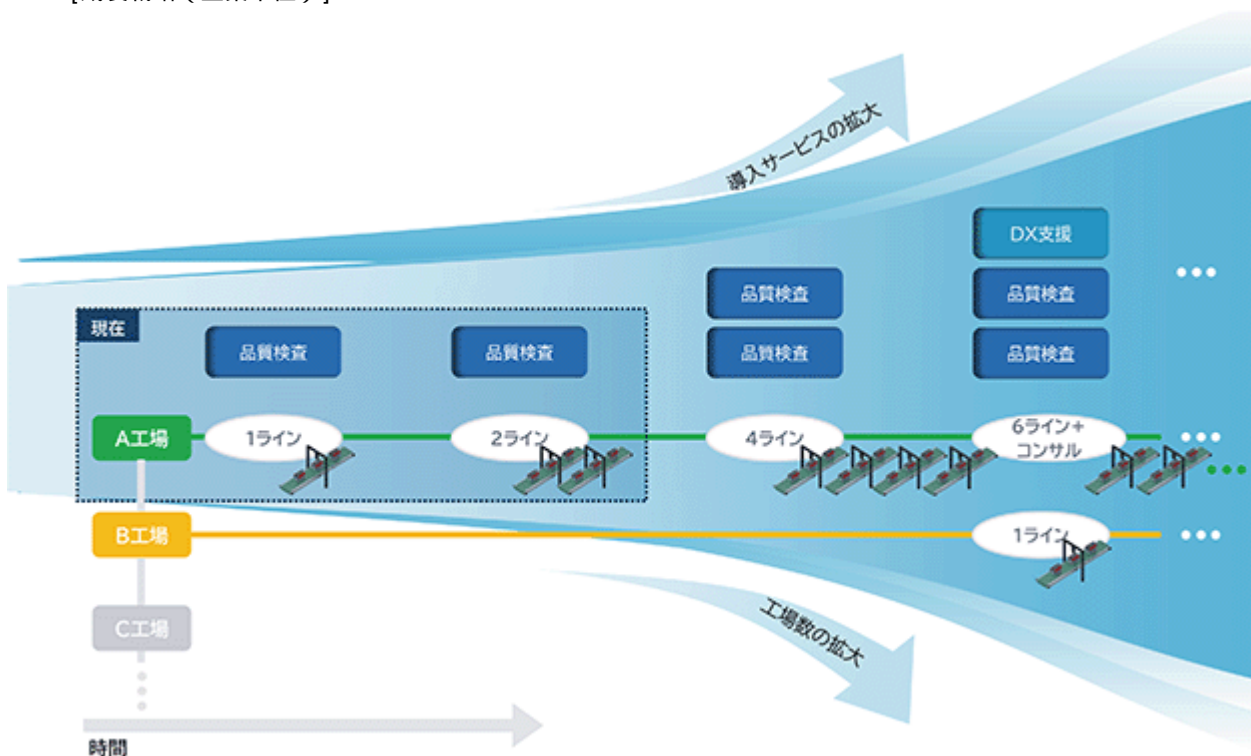 導入サービスの拡大
DX支援
品質検査
品質検査
品質検査
品質検査
現在
品質検査
品質検査
A工場
1ライン
2ライン
4ライン
6ライン+
コンサル
B工場
1ライン
C工場
工場数の拡大
時間